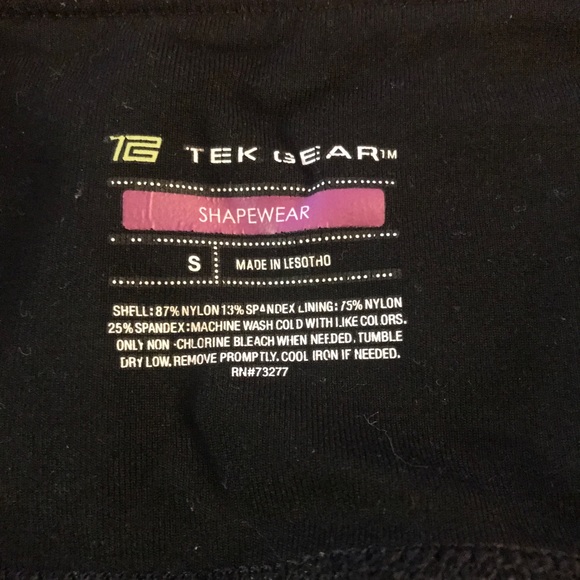 TEK GEAR™
SHAPEWEAR
S MADE IN LESOTHO
SHELL: 87% NYLON 13% SPANDEX LINING: 75% NYLON
25% SPANDEX:MACHINE WASH COLD WITH LIKE COLORS.
ONLY NON -CHLORINE BLEACH WHEN NEEDED. TUMBLE
DRY LOW. REMOVE PROMPTLY. COOL IRON IF NEEDED.
RN#73277